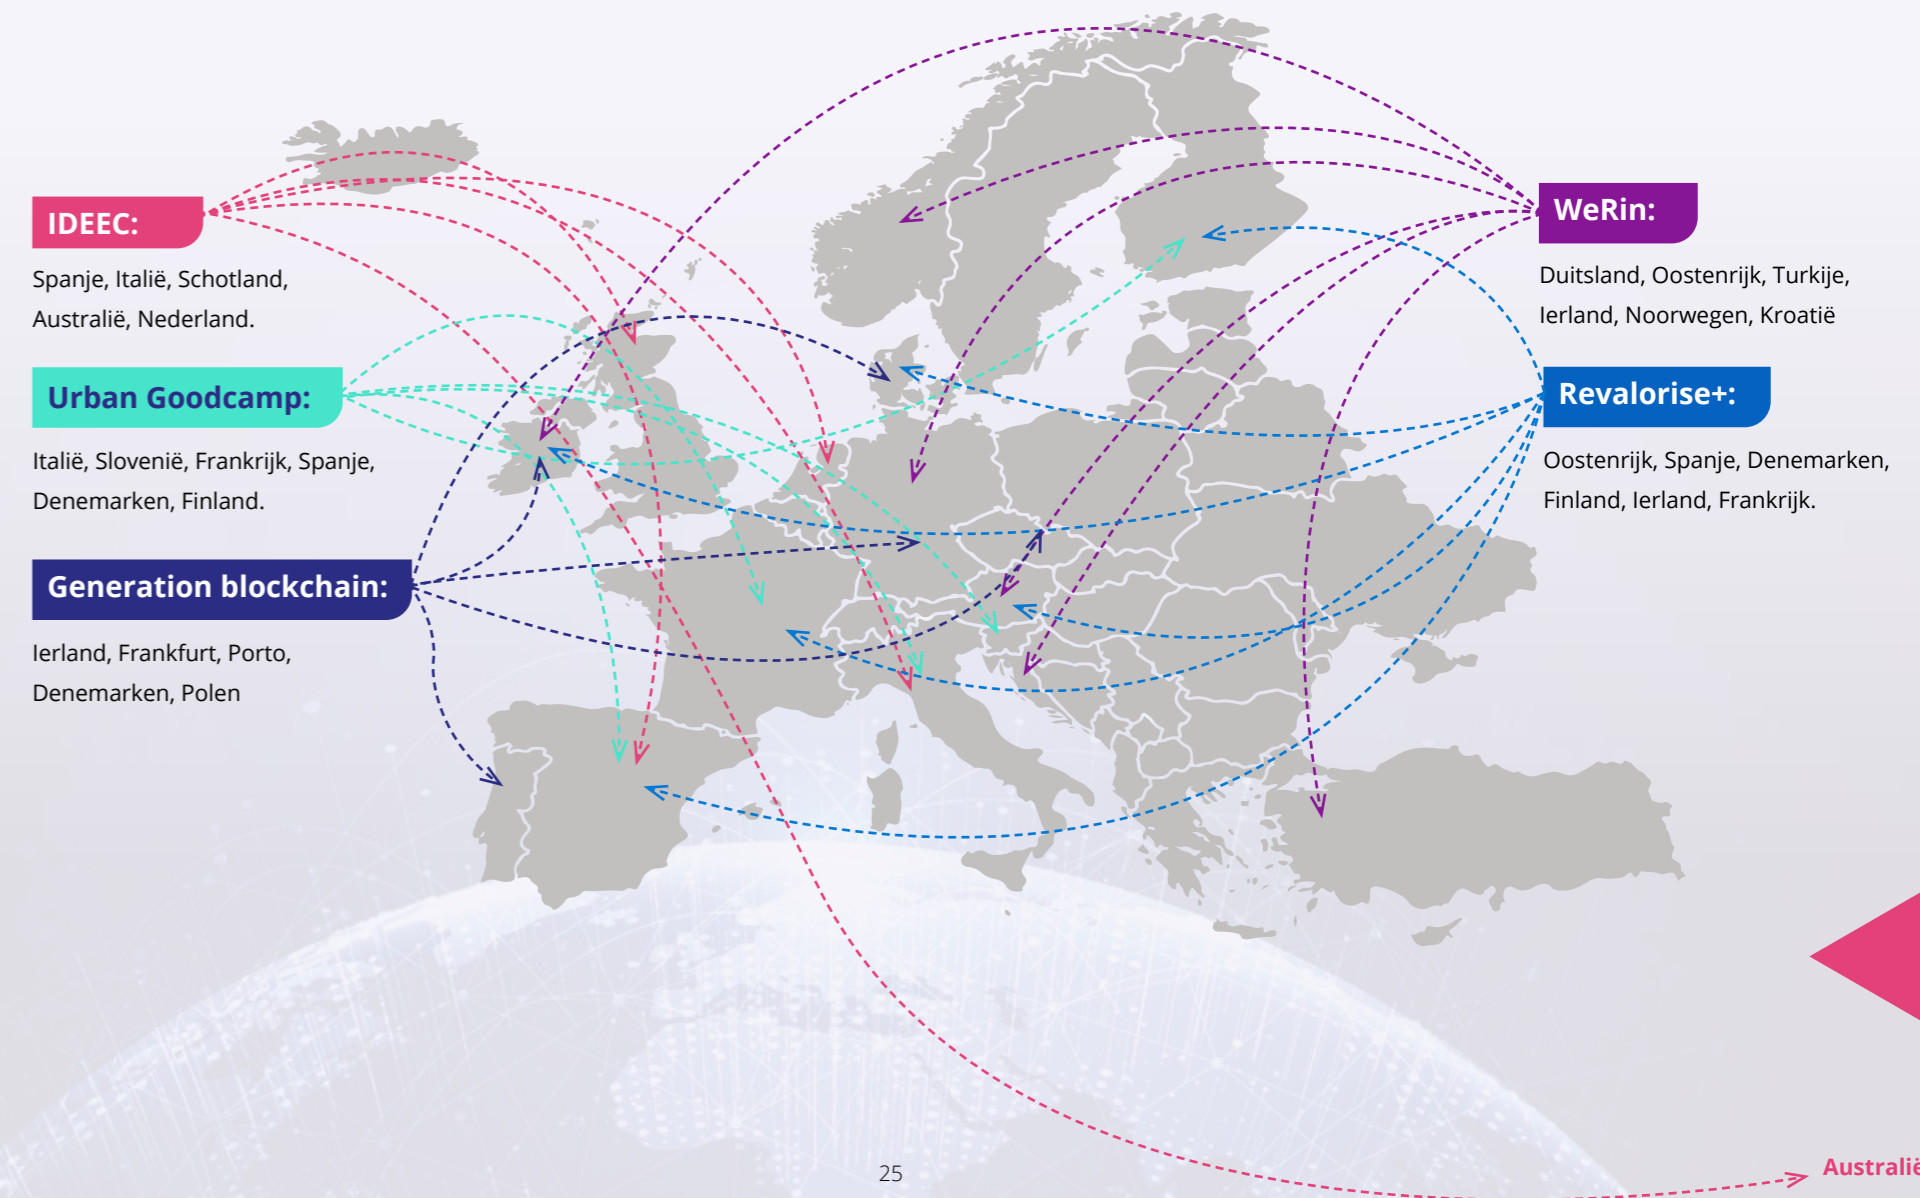 IDEEC:
Spanje, Italië, Schotland,
Australië, Nederland.
Urban Goodcamp:
Italië, Slovenië, Frankrijk, Spanje,
Denemarken, Finland.
Generation blockchain:
Ierland, Frankfurt, Porto,
Denemarken, Polen
WeRin:
Duitsland, Oostenrijk, Turkije,
Ierland, Noorwegen, Kroatië
Revalorise+:
Oostenrijk, Spanje, Denemarken,
Finland, Ierland, Frankrijk.
Australië
25